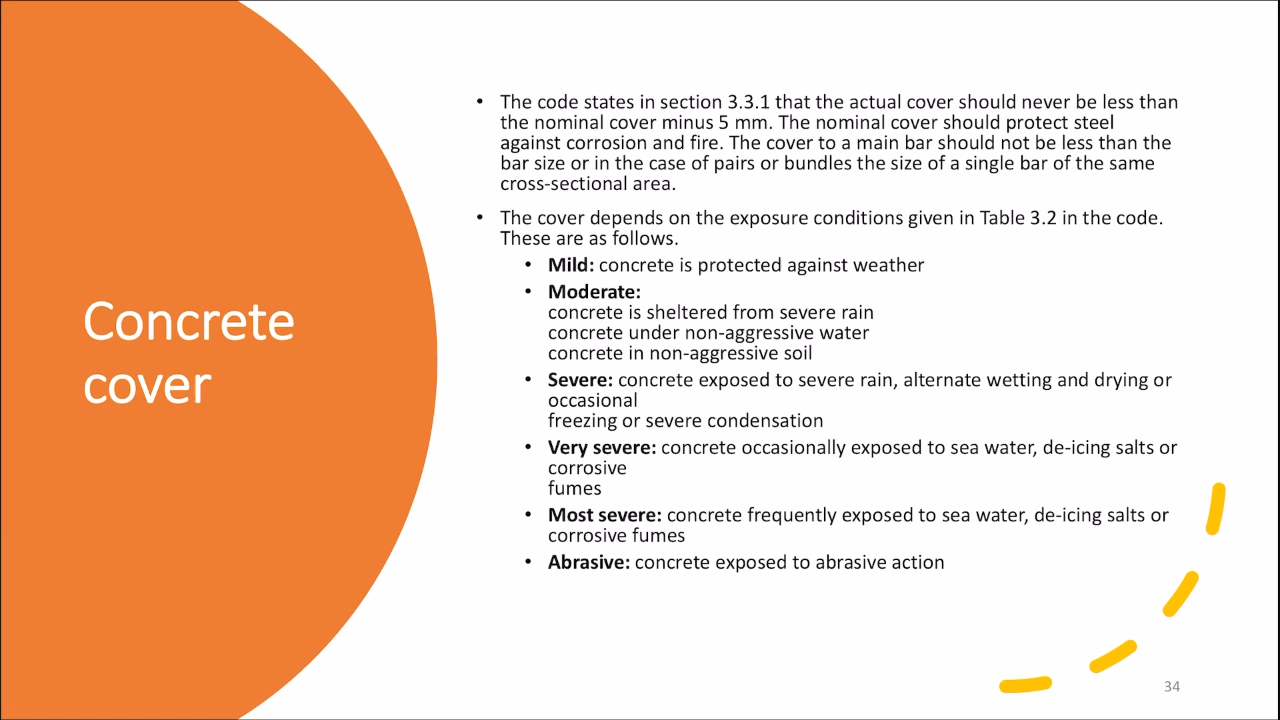 Concrete
cover
• The code states in section 3.3.1 that the actual cover should never be less than
the nominal cover minus 5 mm. The nominal cover should protect steel
against corrosion and fire. The cover to a main bar should not be less than the
bar size or in the case of pairs or bundles the size of a single bar of the same
cross-sectional area.
• The cover depends on the exposure conditions given in Table 3.2 in the code.
These are as follows.
• Mild: concrete is protected against weather
• Moderate:
concrete is sheltered from severe rain
concrete under non-aggressive water
concrete in non-aggressive soil
• Severe: concrete exposed to severe rain, alternate wetting and drying or
occasional
freezing or severe condensation
• Very severe: concrete occasionally exposed to sea water, de-icing salts or
corrosive
fumes
• Most severe: concrete frequently exposed to sea water, de-icing salts or
corrosive fumes
• Abrasive: concrete exposed to abrasive action
34